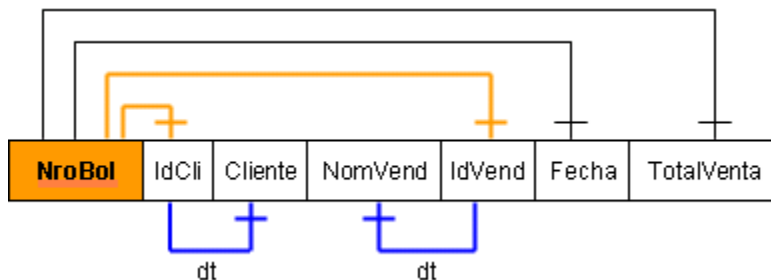 NroBol IdCli Cliente NomVend IdVend Fecha TotalVenta
dt dt